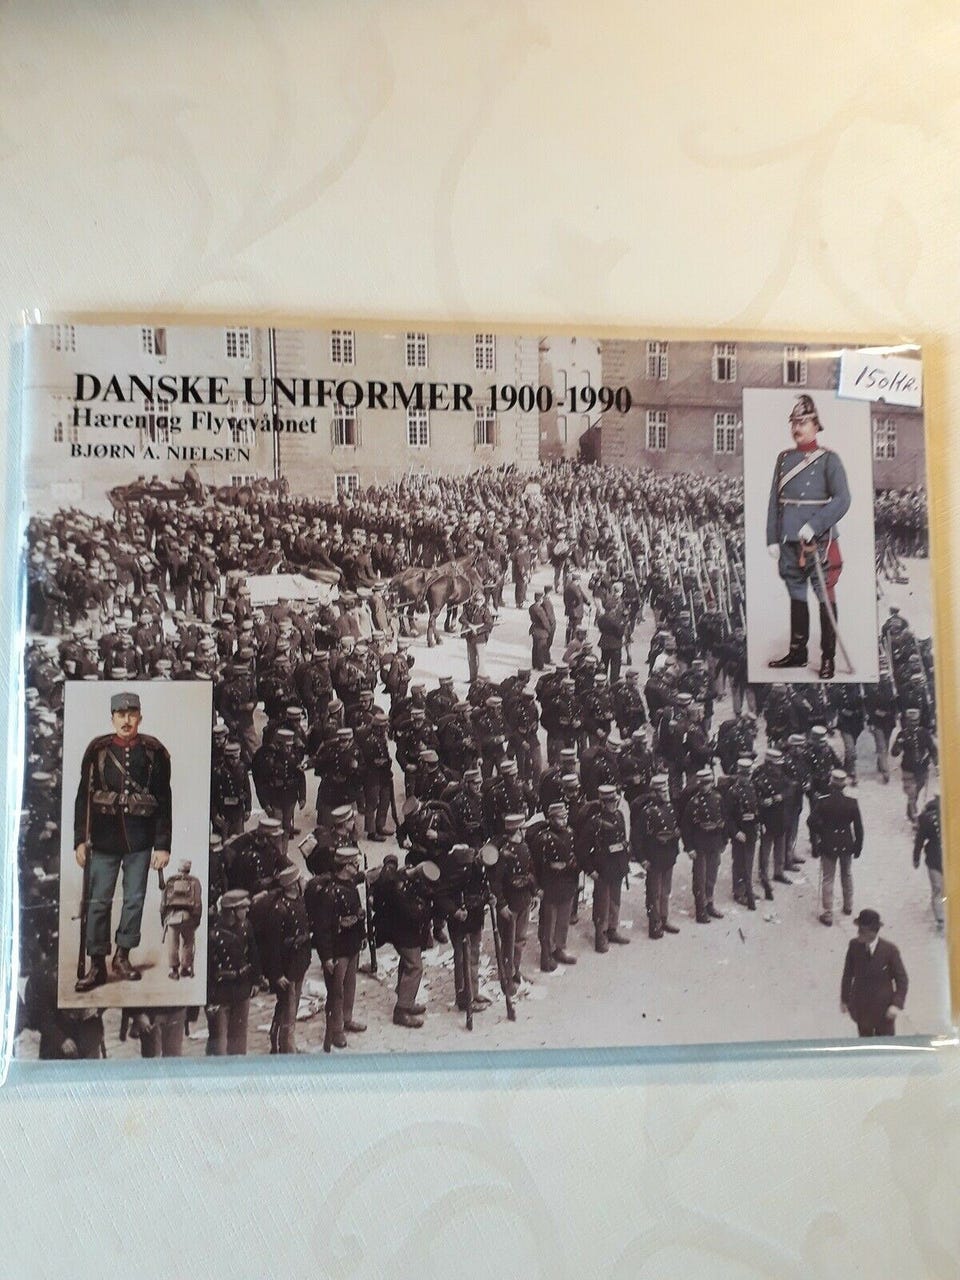 DANSKE UNIFORMER 1900-1990
Hæren og Flyvevåbnet
BJØRN A. NIELSEN
150KR.